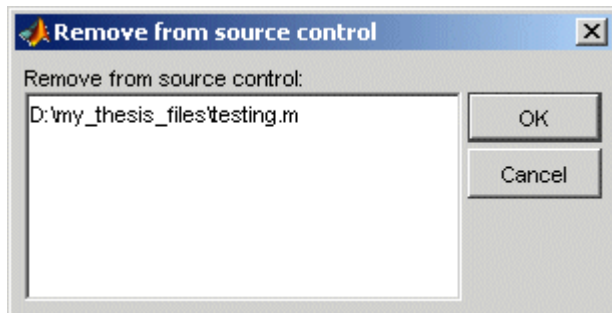 Remove from source control
Remove from source control:
D:\my_thesis_files\testing.m
OK
Cancel